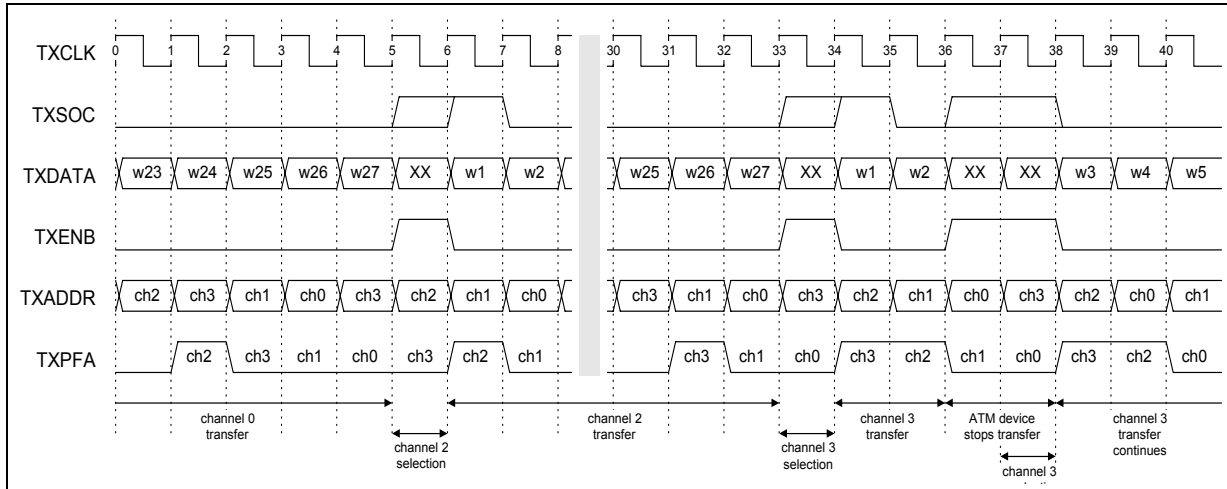 TXCLK 0 1 2 3 4 5 6 7 8 30 31 32 33 34 35 36 37 38 39 40
TXSOC
TXDATA w23 w24 w25 w26 w27 XX w1 w2 w25 w26 w27 XX w1 w2 XX XX w3 w4 w5
TXENB
TXADDR ch2 ch3 ch1 ch0 ch3 ch2 ch1 ch0 ch3 ch1 ch0 ch3 ch2 ch1 ch0 ch3 ch2 ch0 ch1
TXPFA ch2 ch3 ch1 ch0 ch3 ch2 ch1 ch3 ch1 ch0 ch3 ch2 ch1 ch0 ch3 ch2 ch0
channel 0
transfer
channel 2
selection
channel 2
transfer
channel 3
selection
channel 3
transfer
ATM device
stops transfer
channel 3
channel 3
transfer
continues